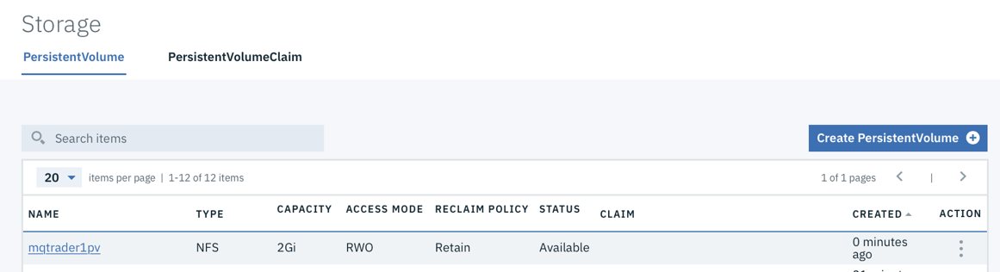 Storage
PersistentVolume PersistentVolumeClaim
Search items Create PersistentVolume
20 items per page | 1-12 of 12 items 1 of 1 pages |
NAME TYPE CAPACITY ACCESS MODE RECLAIM POLICY STATUS CLAIM CREATED ACTION
mqtrader1pv NFS 2Gi RWO Retain Available 0 minutes
ago